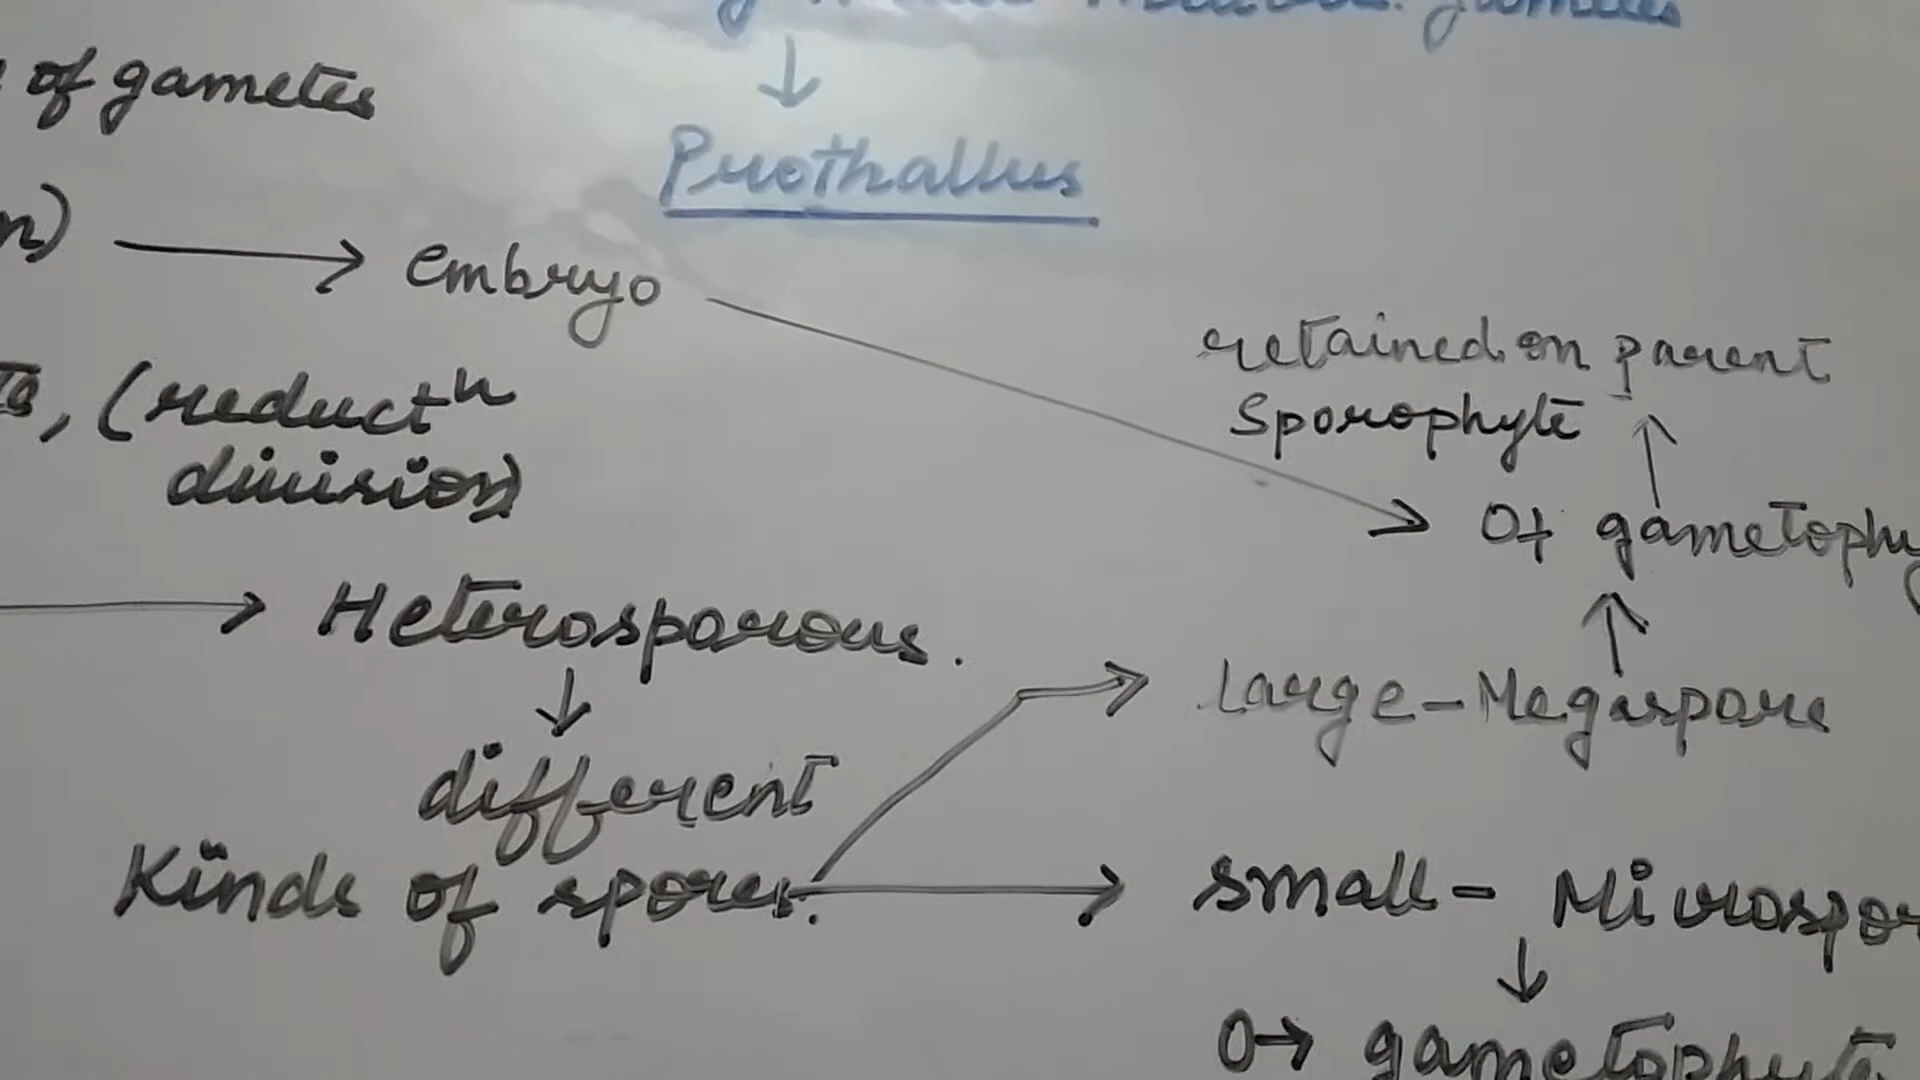 gametes
of gametes
Prothallus
n) → embryo
retained on parent
Sporophyte
(reductⁿ
division)
♀ gametophy
→ Heterosporous.
Large - Megaspore
different
Kinds of spores.
small - Microspor
♂ gametophyte